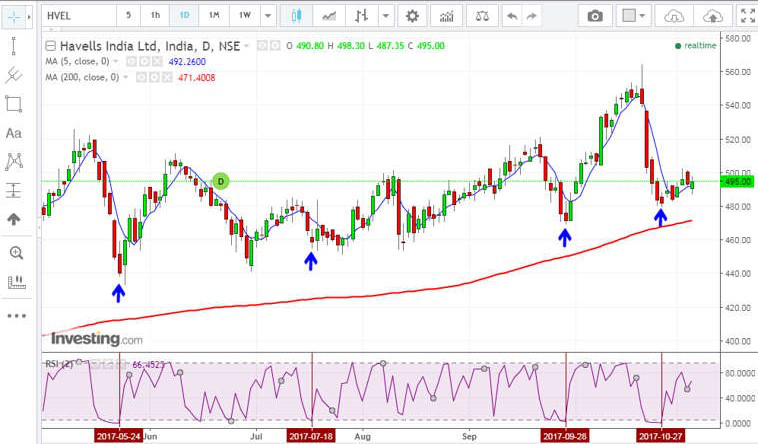 HVEL 5 1h 1D 1M 1W
Havells India Ltd, India, D, NSE O 490.80 H 498.30 L 487.35 C 495.00
realtime
MA (5, close, 0) 492.2600
MA (200, close, 0) 471.4008
Aa
D
580.00
560.00
540.00
520.00
500.00
495.00
480.00
460.00
440.00
420.00
400.00
Investing.com
RSI (2) 66.4523
80.0000
40.0000
0.0000
2017-05-24 Jun Jul 2017-07-18 Aug Sep 2017-09-28 2017-10-27